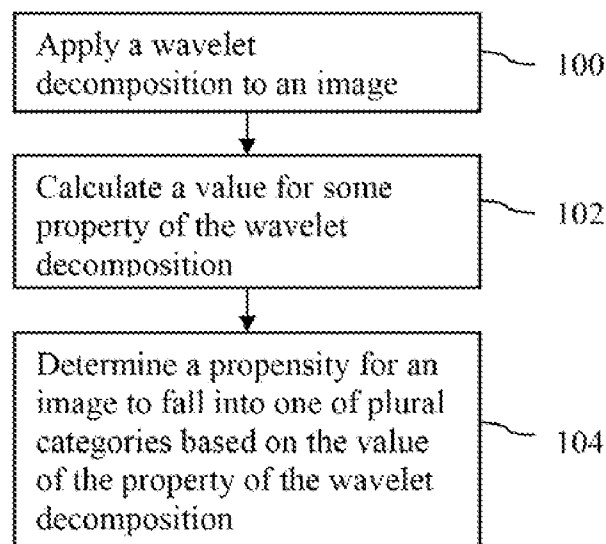 Apply a wavelet
decomposition to an image
100
Calculate a value for some
property of the wavelet
decomposition
102
Determine a propensity for an
image to fall into one of plural
categories based on the value
of the property of the wavelet
decomposition
104